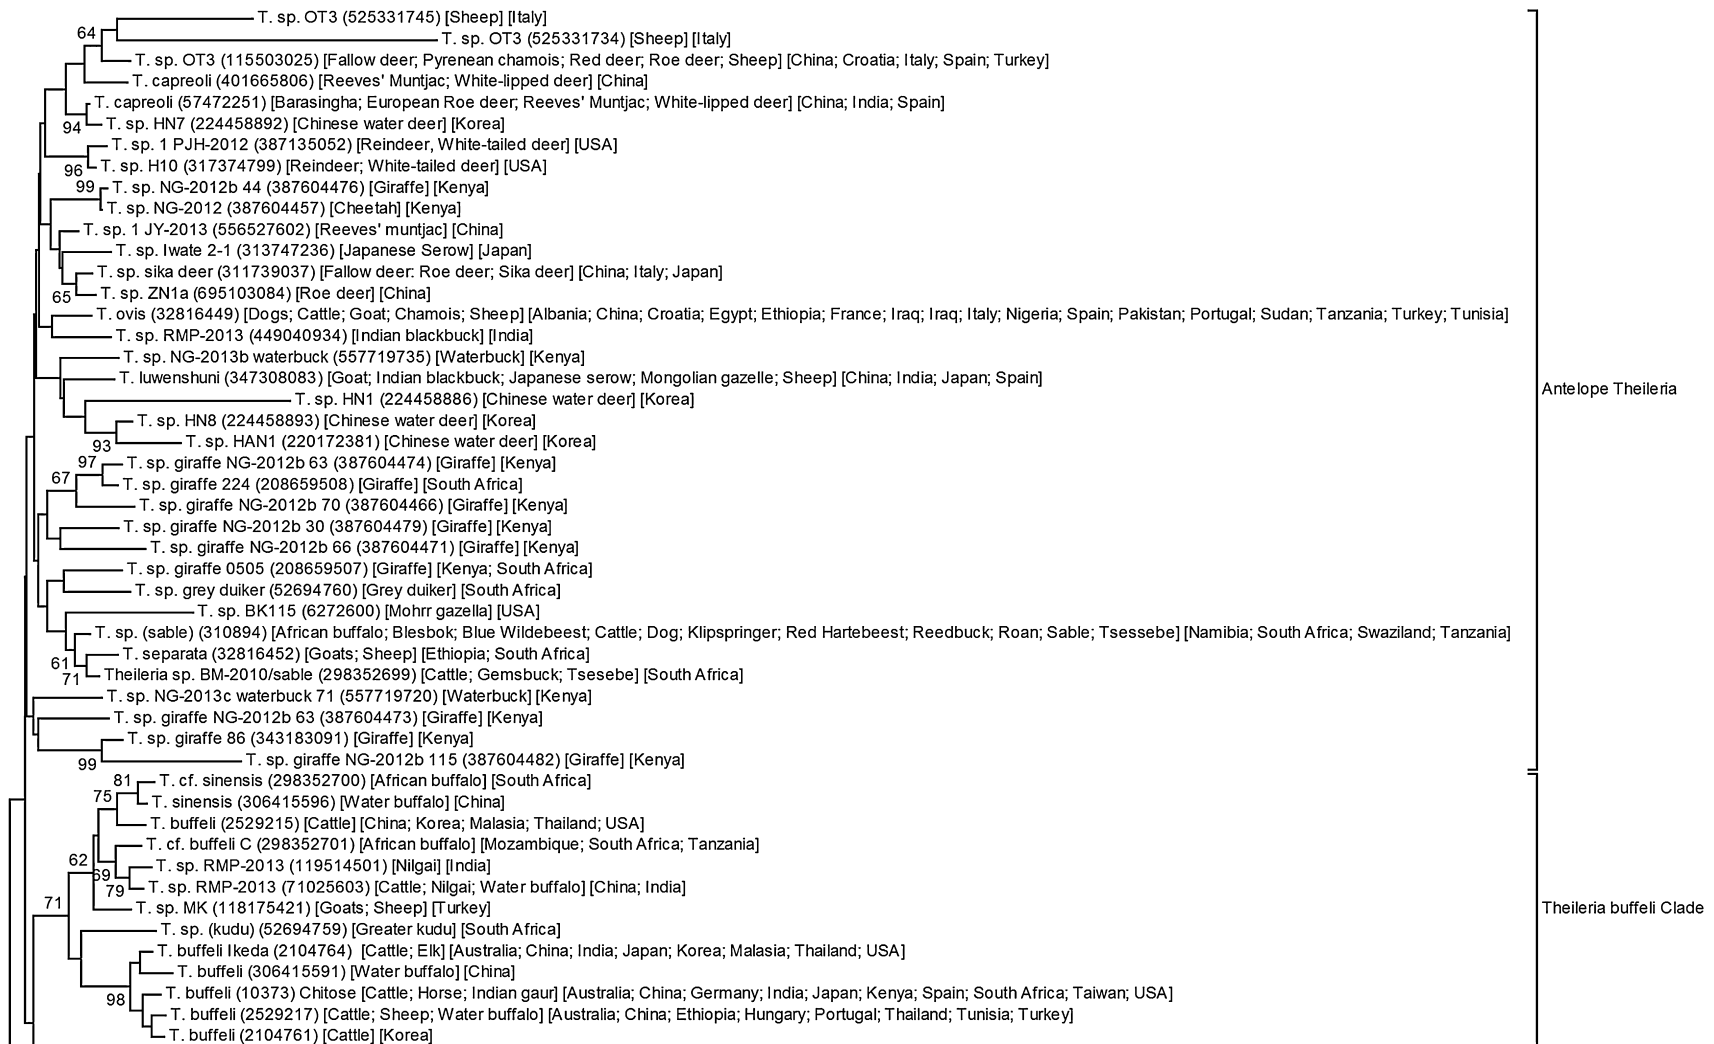 T. sp. OT3 (525331745) [Sheep] [Italy]
64
T. sp. OT3 (525331734) [Sheep] [Italy]
T. sp. OT3 (115503025) [Fallow deer; Pyrenean chamois; Red deer; Roe deer; Sheep] [China; Croatia; Italy; Spain; Turkey]
T. capreoli (401665806) [Reeves' Muntjac; White-lipped deer] [China]
T. capreoli (57472251) [Barasingha; European Roe deer; Reeves' Muntjac; White-lipped deer] [China; India; Spain]
94
T. sp. HN7 (224458892) [Chinese water deer] [Korea]
T. sp. 1 PJH-2012 (387135052) [Reindeer, White-tailed deer] [USA]
96
T. sp. H10 (317374799) [Reindeer; White-tailed deer] [USA]
99
T. sp. NG-2012b 44 (387604476) [Giraffe] [Kenya]
T. sp. NG-2012 (387604457) [Cheetah] [Kenya]
T. sp. 1 JY-2013 (556527602) [Reeves' muntjac] [China]
T. sp. Iwate 2-1 (313747236) [Japanese Serow] [Japan]
T. sp. sika deer (311739037) [Fallow deer: Roe deer; Sika deer] [China; Italy; Japan]
65
T. sp. ZN1a (695103084) [Roe deer] [China]
T. ovis (32816449) [Dogs; Cattle; Goat; Chamois; Sheep] [Albania; China; Croatia; Egypt; Ethiopia; France; Iraq; Iraq; Italy; Nigeria; Spain; Pakistan; Portugal; Sudan; Tanzania; Turkey; Tunisia]
T. sp. RMP-2013 (449040934) [Indian blackbuck] [India]
T. sp. NG-2013b waterbuck (557719735) [Waterbuck] [Kenya]
T. luwenshuni (347308083) [Goat; Indian blackbuck; Japanese serow; Mongolian gazelle; Sheep] [China; India; Japan; Spain]
Antelope Theileria
T. sp. HN1 (224458886) [Chinese water deer] [Korea]
T. sp. HN8 (224458893) [Chinese water deer] [Korea]
93
T. sp. HAN1 (220172381) [Chinese water deer] [Korea]
97
T. sp. giraffe NG-2012b 63 (387604474) [Giraffe] [Kenya]
67
T. sp. giraffe 224 (208659508) [Giraffe] [South Africa]
T. sp. giraffe NG-2012b 70 (387604466) [Giraffe] [Kenya]
T. sp. giraffe NG-2012b 30 (387604479) [Giraffe] [Kenya]
T. sp. giraffe NG-2012b 66 (387604471) [Giraffe] [Kenya]
T. sp. giraffe 0505 (208659507) [Giraffe] [Kenya; South Africa]
T. sp. grey duiker (52694760) [Grey duiker] [South Africa]
T. sp. BK115 (6272600) [Mohrr gazella] [USA]
T. sp. (sable) (310894) [African buffalo; Blesbok; Blue Wildebeest; Cattle; Dog; Klipspringer; Red Hartebeest; Reedbuck; Roan; Sable; Tsessebe] [Namibia; South Africa; Swaziland; Tanzania]
T. separata (32816452) [Goats; Sheep] [Ethiopia; South Africa]
61
71
Theileria sp. BM-2010/sable (298352699) [Cattle; Gemsbuck; Tsesebe] [South Africa]
T. sp. NG-2013c waterbuck 71 (557719720) [Waterbuck] [Kenya]
T. sp. giraffe NG-2012b 63 (387604473) [Giraffe] [Kenya]
T. sp. giraffe 86 (343183091) [Giraffe] [Kenya]
99
T. sp. giraffe NG-2012b 115 (387604482) [Giraffe] [Kenya]
81
T. cf. sinensis (298352700) [African buffalo] [South Africa]
75
T. sinensis (306415596) [Water buffalo] [China]
T. buffeli (2529215) [Cattle] [China; Korea; Malasia; Thailand; USA]
T. cf. buffeli C (298352701) [African buffalo] [Mozambique; South Africa; Tanzania]
62
T. sp. RMP-2013 (119514501) [Nilgai] [India]
69
79
T. sp. RMP-2013 (71025603) [Cattle; Nilgai; Water buffalo] [China; India]
71
T. sp. MK (118175421) [Goats; Sheep] [Turkey]
Theileria buffeli Clade
T. sp. (kudu) (52694759) [Greater kudu] [South Africa]
T. buffeli Ikeda (2104764) [Cattle; Elk] [Australia; China; India; Japan; Korea; Malasia; Thailand; USA]
T. buffeli (306415591) [Water buffalo] [China]
98
T. buffeli (10373) Chitose [Cattle; Horse; Indian gaur] [Australia; China; Germany; India; Japan; Kenya; Spain; South Africa; Taiwan; USA]
T. buffeli (2529217) [Cattle; Sheep; Water buffalo] [Australia; China; Ethiopia; Hungary; Portugal; Thailand; Tunisia; Turkey]
T. buffeli (2104761) [Cattle] [Korea]